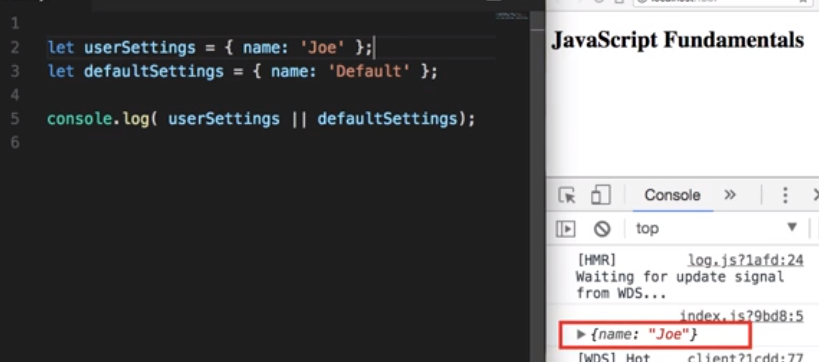 1
2 let userSettings = { name: 'Joe' };
3 let defaultSettings = { name: 'Default' };
4
5 console.log( userSettings || defaultSettings);
6
JavaScript Fundamentals
Console »
top
[HMR] log.js?1afd:24
Waiting for update signal
from WDS...
index.js?9bd8:5
{name: "Joe"}
[WDS] Hot client?1cdd:77